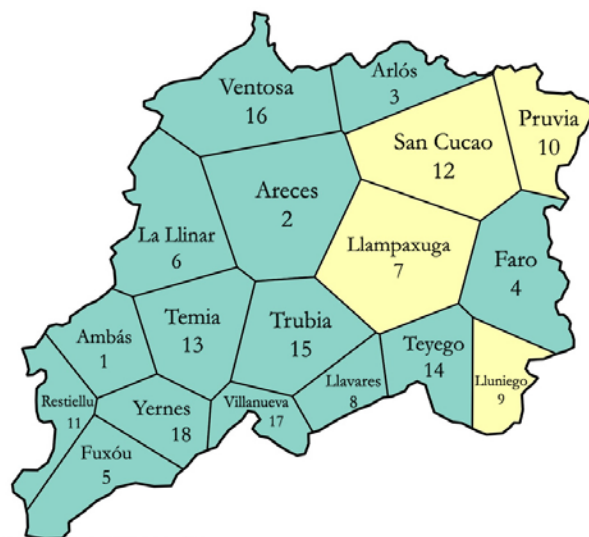 Arlós
3
Ventosa
16
Pruvia
10
San Cucao
12
Areces
2
La Llinar
6
Llampaxuga
7
Faro
4
Temia
13
Trubia
15
Ambás
1
Teyego
14
Lluniego
9
Llavares
8
Restiellu
11
Yernes
18
Villanueva
17
Fuxóu
5